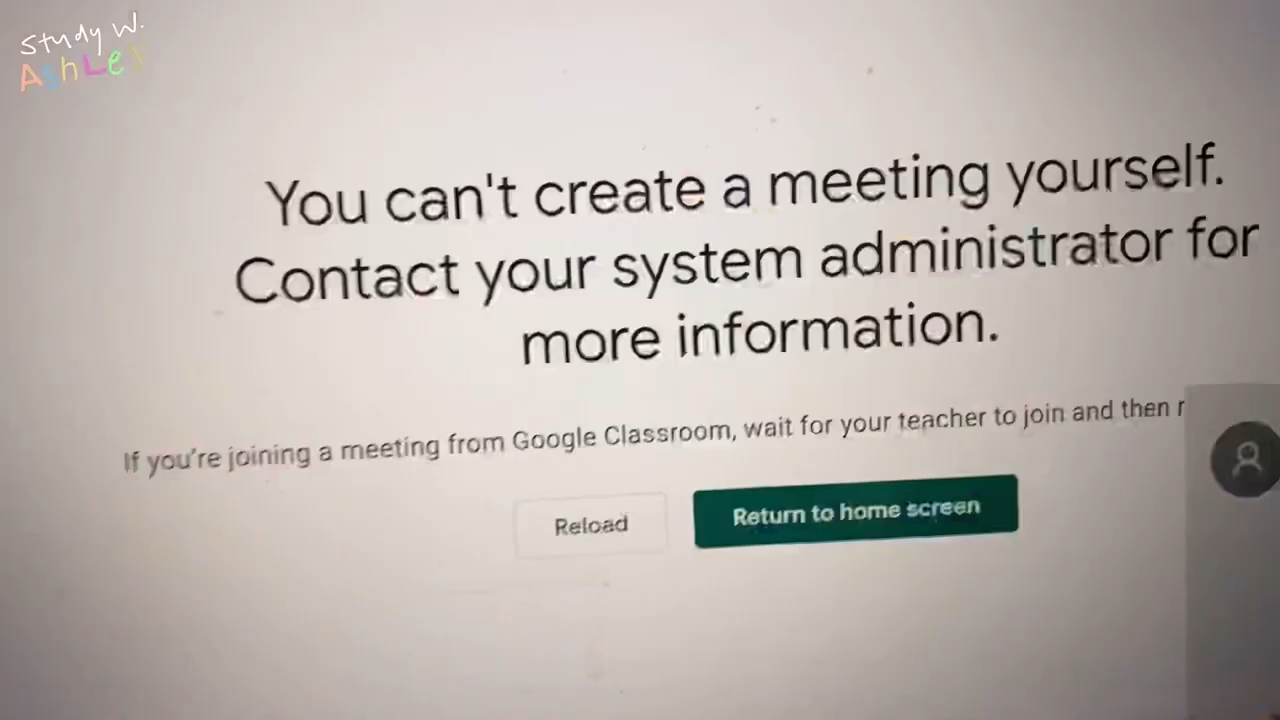 Study W.
AshLey
You can't create a meeting yourself.
Contact your system administrator for
more information.
If you're joining a meeting from Google Classroom, wait for your teacher to join and then
Reload
Return to home screen